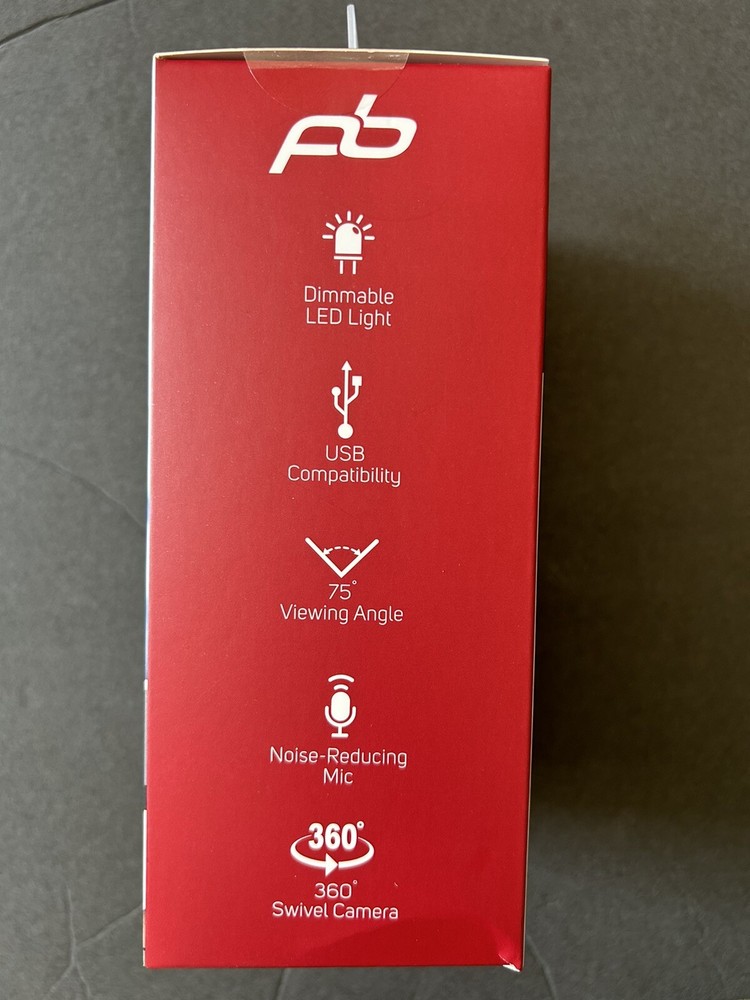 pb
Dimmable
LED Light
USB
Compatibility
75°
Viewing Angle
Noise-Reducing
Mic
360°
360°
Swivel Camera